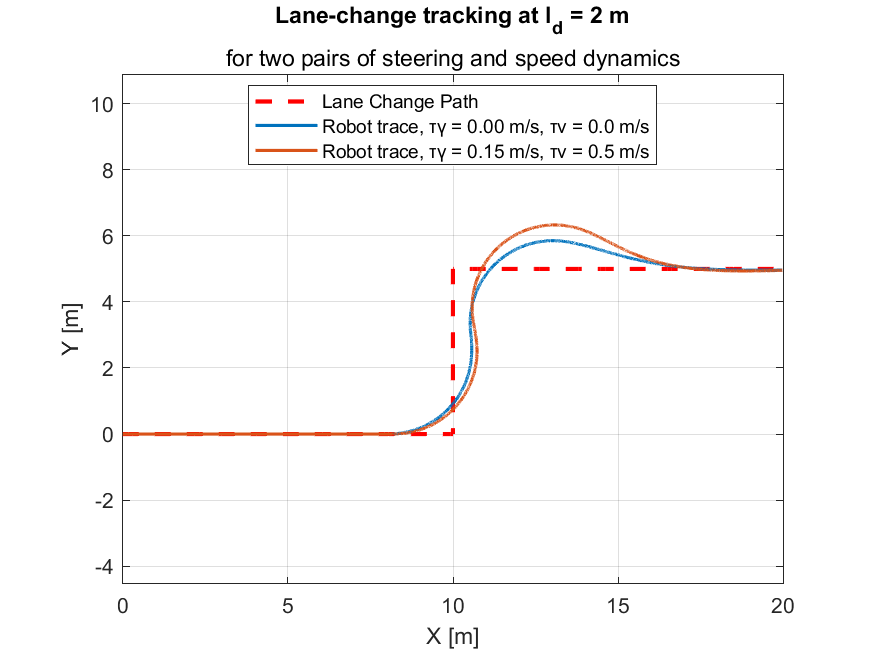 Lane-change tracking at l_d = 2 m
for two pairs of steering and speed dynamics
Lane Change Path
Robot trace, τγ = 0.00 m/s, τv = 0.0 m/s
Robot trace, τγ = 0.15 m/s, τv = 0.5 m/s
10
8
6
4
2
0
-2
-4
Y [m]
0 5 10 15 20
X [m]